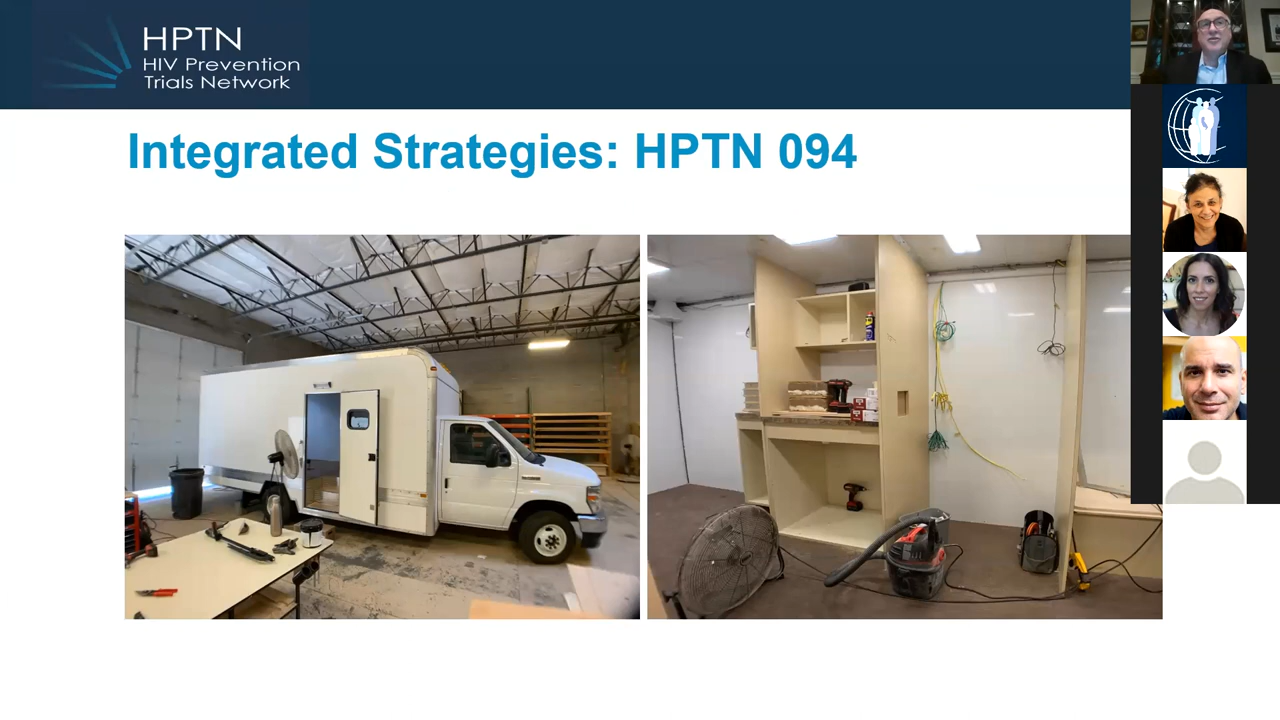 HPTN
HIV Prevention
Trials Network
Integrated Strategies: HPTN 094